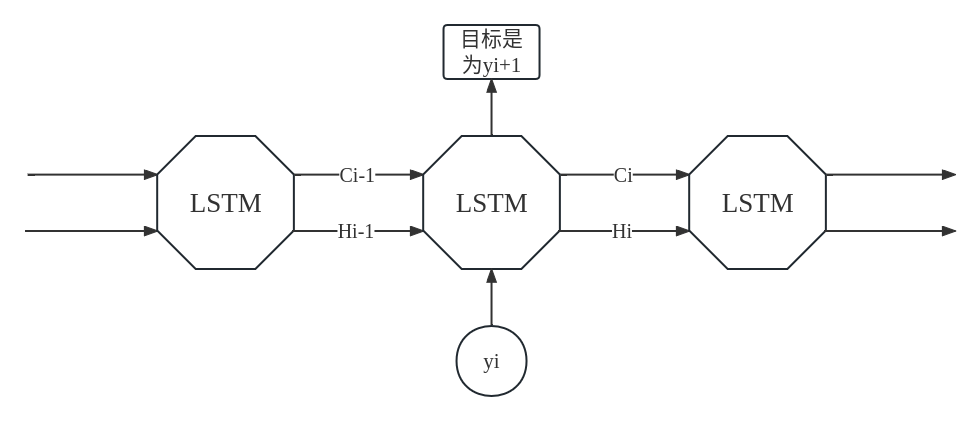 目标是
为yi+1
LSTM
Ci-1
Hi-1
LSTM
Ci
Hi
LSTM
yi